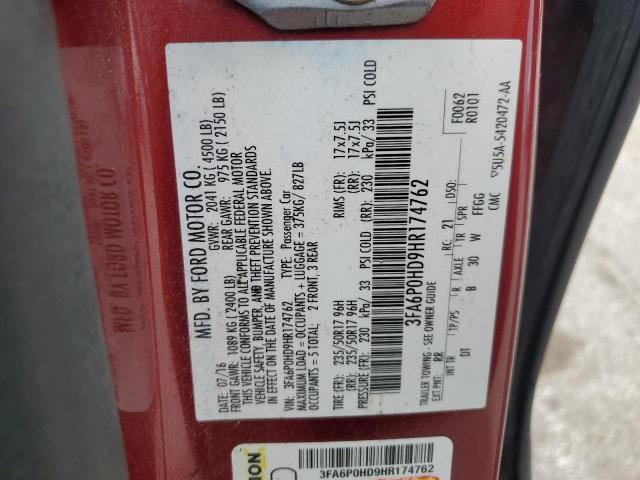 MFD. BY FORD MOTOR CO.
DATE: 07/16 GVWR: 2041 KG ( 4500 LB)
FRONT GAWR: 1089 KG ( 2400 LB) REAR GAWR: 975 KG ( 2150 LB)
THIS VEHICLE CONFORMS TO ALL APPLICABLE FEDERAL MOTOR
VEHICLE SAFETY, BUMPER, AND THEFT PREVENTION STANDARDS
IN EFFECT ON THE DATE OF MANUFACTURE SHOWN ABOVE.
VIN: 3FA6P0HD9HR174762 TYPE: Passenger Car
MAXIMUM LOAD = OCCUPANTS + LUGGAGE = 375KG/ 827LB
OCCUPANTS = 5 TOTAL: 2 FRONT, 3 REAR
TIRE (FR): 235/50R17 96H RIMS (FR): 17x7.5J
(RR): 235/50R17 96H (RR): 17x7.5J
PRESSURE: (FR): 230 kPa/ 33 PSI COLD (RR): 230 kPa/ 33 PSI COLD
3FA6P0HD9HR174762
TRAILER TOWING - SEE OWNER GUIDE
F0062
R0101
EXT PNT: RR RC: 21 DSO:
INT TR TP/PS R AXLE TR SPR
DT B 30 W FFGG
CMC 5U5A-5420472-AA
3FA6P0HD9HR174762